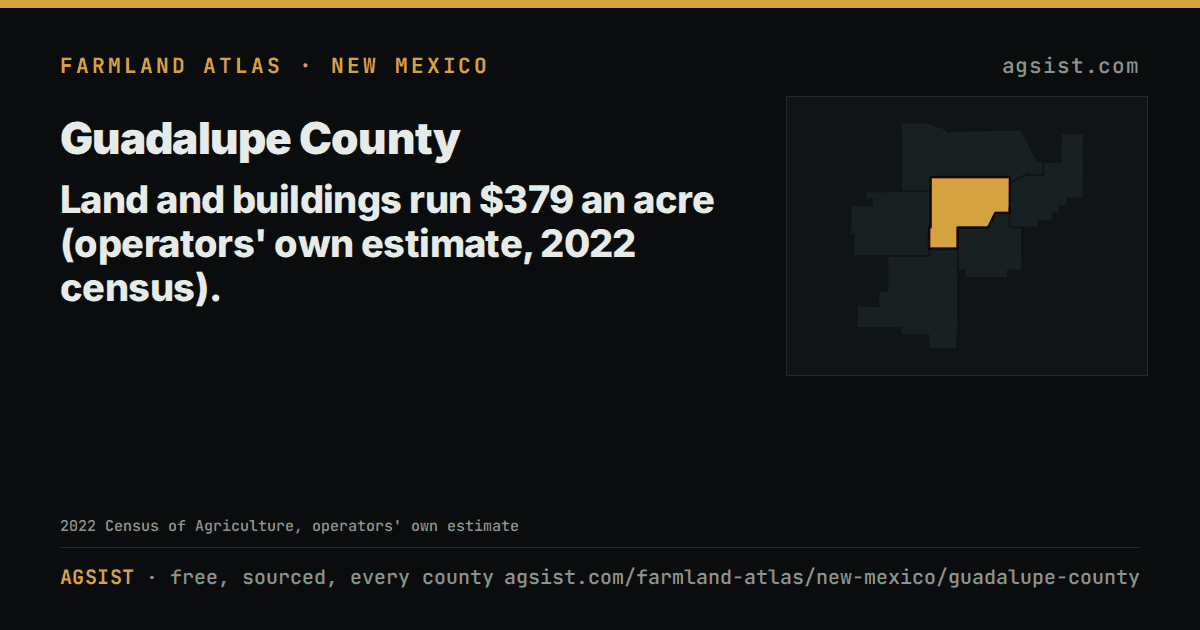 FARMLAND ATLAS · NEW MEXICO
agsist.com
Guadalupe County
Land and buildings run $379 an acre
(operators' own estimate, 2022
census).
2022 Census of Agriculture, operators' own estimate
AGSIST · free, sourced, every county agsist.com/farmland-atlas/new-mexico/guadalupe-county